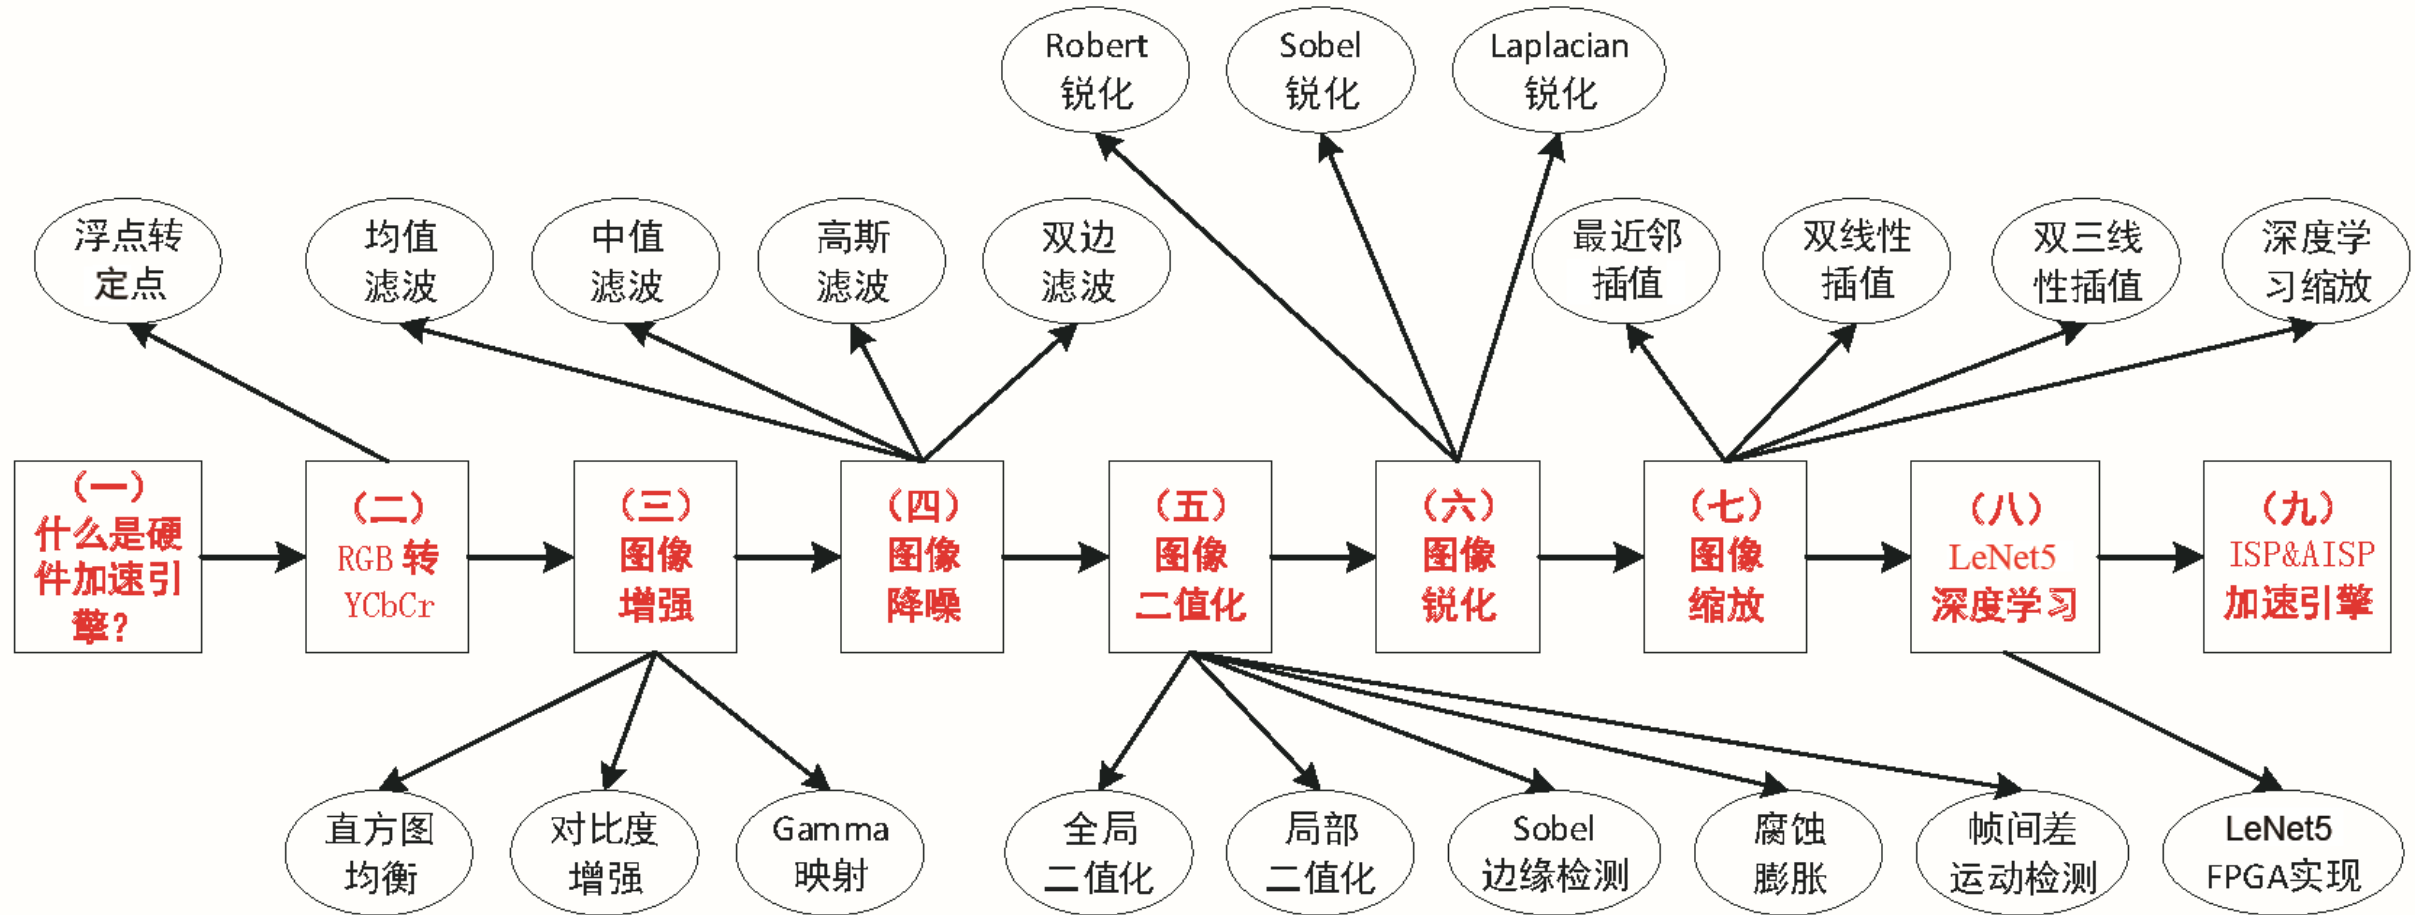 Robert
锐化
Sobel
锐化
Laplacian
锐化
浮点转
定点
均值
滤波
中值
滤波
高斯
滤波
双边
滤波
最近邻
插值
双线性
插值
双三线
性插值
深度学
习缩放
（一）
什么是硬
件加速引
擎？
（二）
RGB 转
YCbCr
（三）
图像
增强
（四）
图像
降噪
（五）
图像
二值化
（六）
图像
锐化
（七）
图像
缩放
（八）
LeNet5
深度学习
（九）
ISP&AISP
加速引擎
直方图
均衡
对比度
增强
Gamma
映射
全局
二值化
局部
二值化
Sobel
边缘检测
腐蚀
膨胀
帧间差
运动检测
LeNet5
FPGA实现